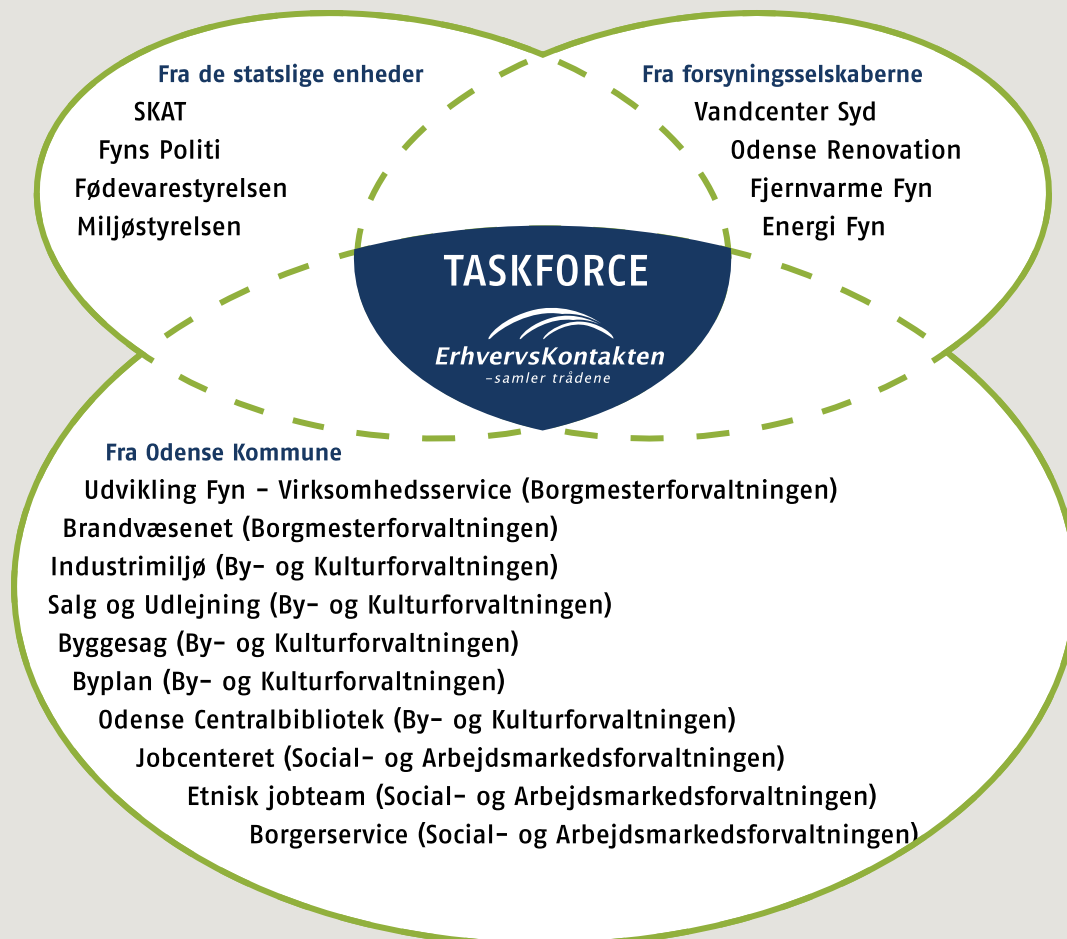 Fra de statslige enheder
SKAT
Fyns Politi
Fødevarestyrelsen
Miljøstyrelsen
Fra forsyningsselskaberne
Vandcenter Syd
Odense Renovation
Fjernvarme Fyn
Energi Fyn
TASKFORCE
ErhvervsKontakten
-samler trådene
Fra Odense Kommune
Udvikling Fyn - Virksomhedsservice (Borgmesterforvaltningen)
Brandvæsenet (Borgmesterforvaltningen)
Industrimiljø (By- og Kulturforvaltningen)
Salg og Udlejning (By- og Kulturforvaltningen)
Byggesag (By- og Kulturforvaltningen)
Byplan (By- og Kulturforvaltningen)
Odense Centralbibliotek (By- og Kulturforvaltningen)
Jobcenteret (Social- og Arbejdsmarkedsforvaltningen)
Etnisk jobteam (Social- og Arbejdsmarkedsforvaltningen)
Borgerservice (Social- og Arbejdsmarkedsforvaltningen)